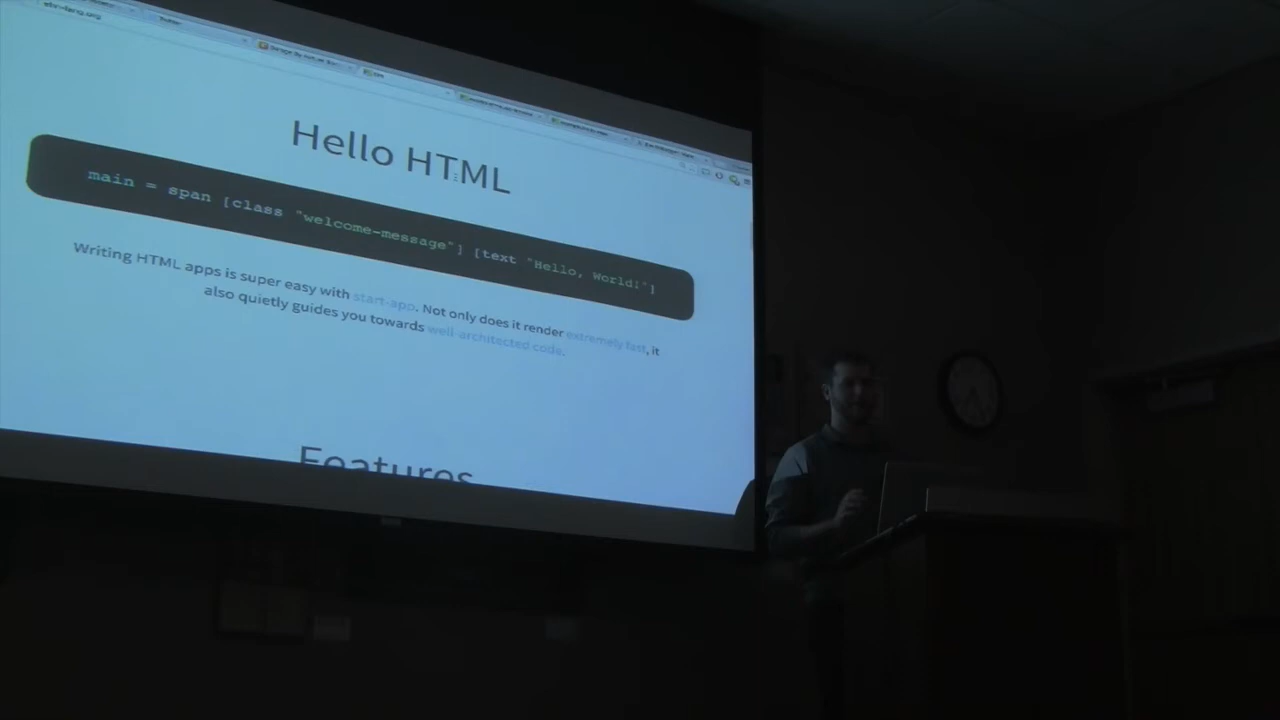 Hello HTML
main = span [class "welcome-message"] [text "Hello, World!"]
Writing HTML apps is super easy with start-app. Not only does it render extremely fast, it
also quietly guides you towards well-architected code.
Features